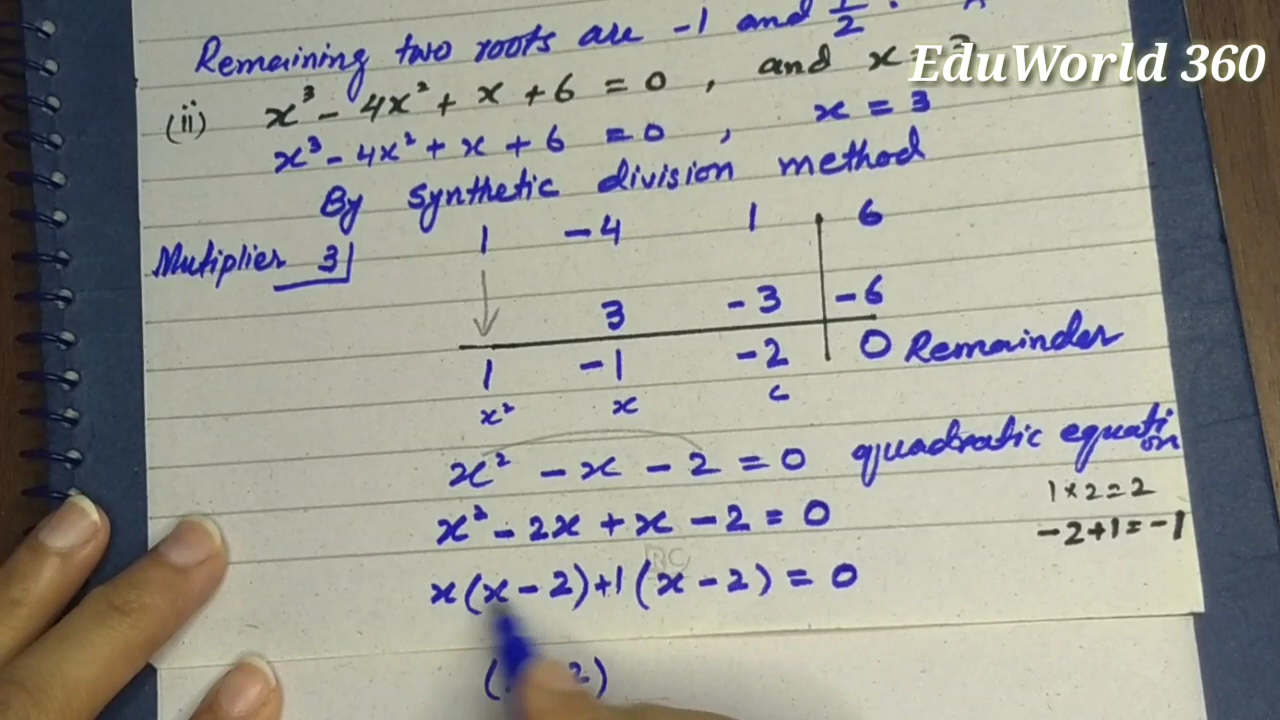 Remaining two roots are -1 and 1/2.
EduWorld 360
(ii) x³ - 4x² + x + 6 = 0 , and x
x³ - 4x² + x + 6 = 0 , x = 3
By synthetic division method
Mutiplier 3 1 -4 1 6
3 -3 -6
1 -1 -2 0 Remainder
x² x c
x² - x - 2 = 0 quadratic equation
1 x 2 = 2
x² - 2x + x - 2 = 0
-2+1 = -1
x(x - 2)+1(x - 2) = 0